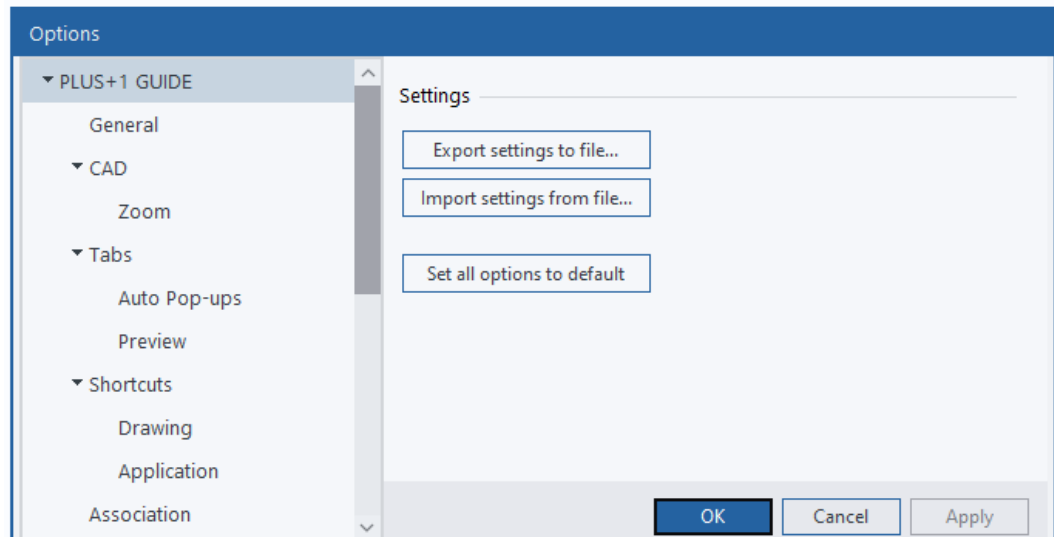 Options
PLUS+1 GUIDE
General
CAD
Zoom
Tabs
Auto Pop-ups
Preview
Shortcuts
Drawing
Application
Association
Settings
Export settings to file...
Import settings from file...
Set all options to default
OK
Cancel
Apply